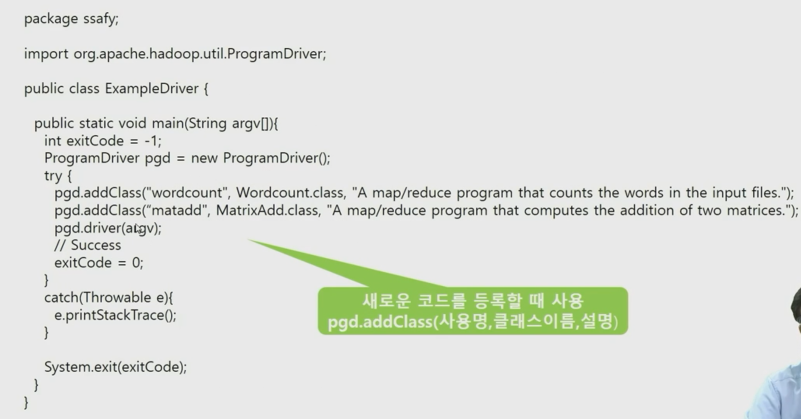 package ssafy;
import org.apache.hadoop.util.ProgramDriver;
public class ExampleDriver {
public static void main(String argv[]){
int exitCode = -1;
ProgramDriver pgd = new ProgramDriver();
try {
pgd.addClass("wordcount", Wordcount.class, "A map/reduce program that counts the words in the input files.");
pgd.addClass("matadd", MatrixAdd.class, "A map/reduce program that computes the addition of two matrices.");
pgd.driver(argv);
// Success
exitCode = 0;
}
catch(Throwable e){
e.printStackTrace();
}
System.exit(exitCode);
}
}
새로운 코드를 등록할 때 사용
pgd.addClass(사용명,클래스이름,설명)